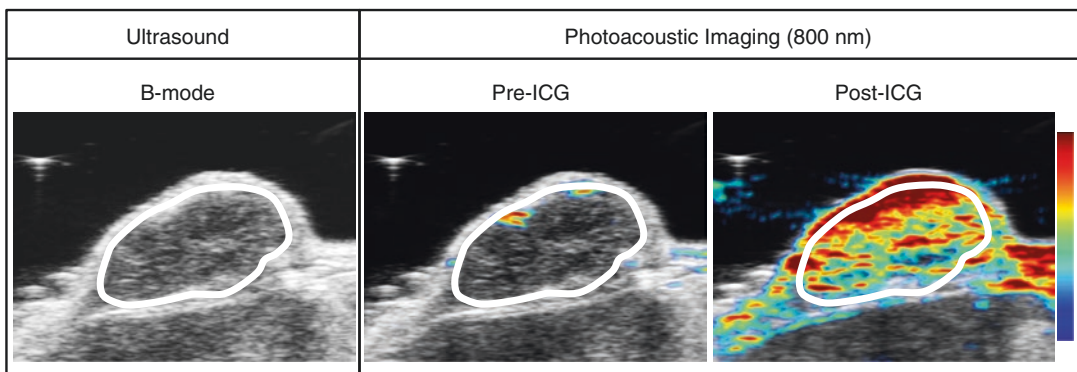 Ultrasound
Photoacoustic Imaging (800 nm)
B-mode
Pre-ICG
Post-ICG